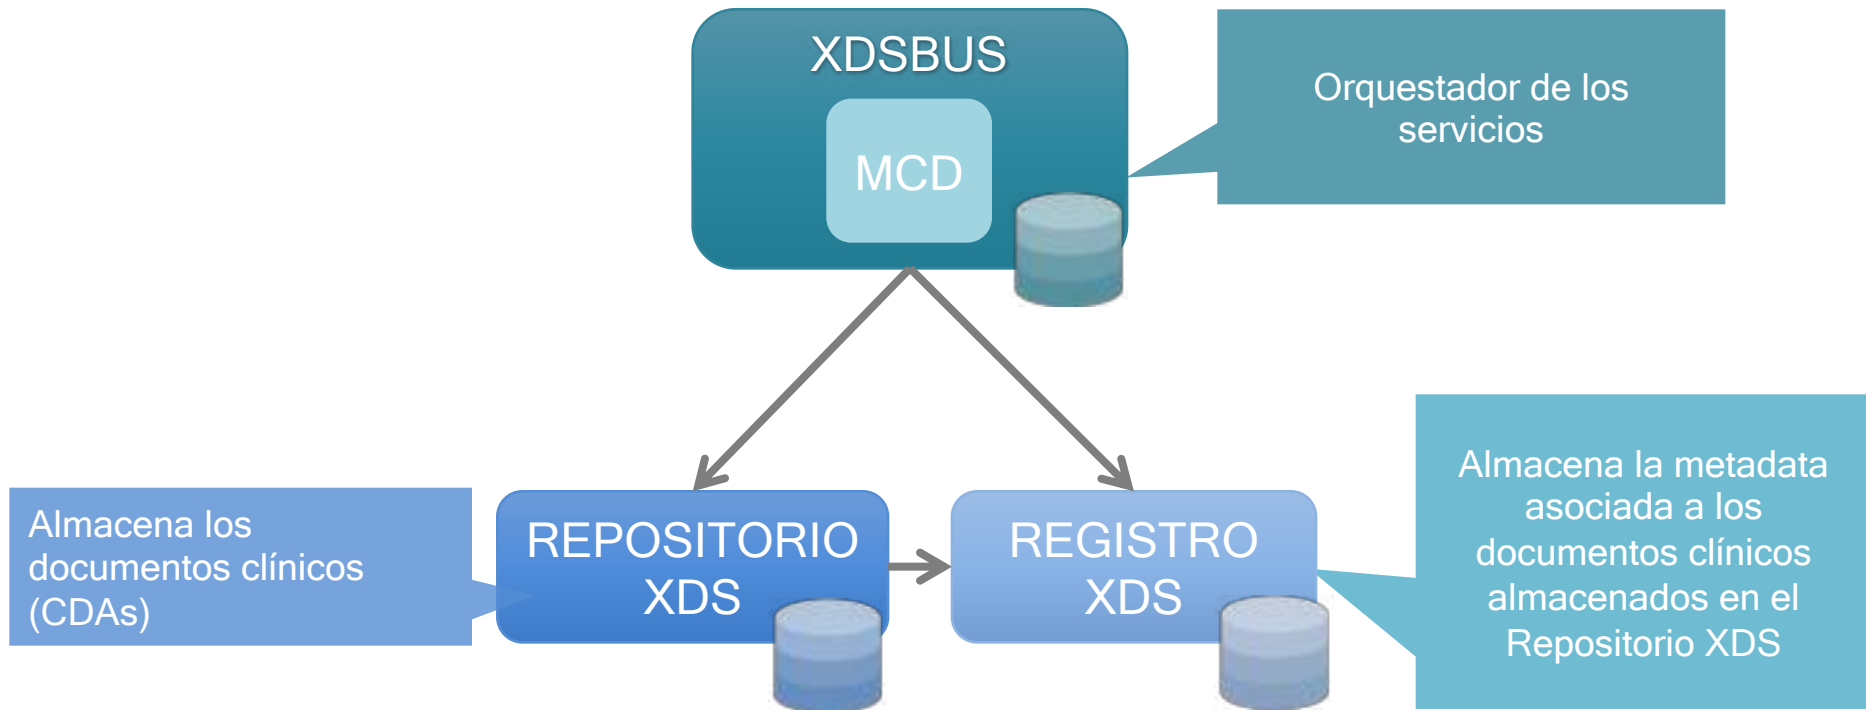 XDSBUS
MCD
Orquestador de los
servicios
Almacena los
documentos clínicos
(CDAs)
REPOSITORIO
XDS
REGISTRO
XDS
Almacena la metadata
asociada a los
documentos clínicos
almacenados en el
Repositorio XDS